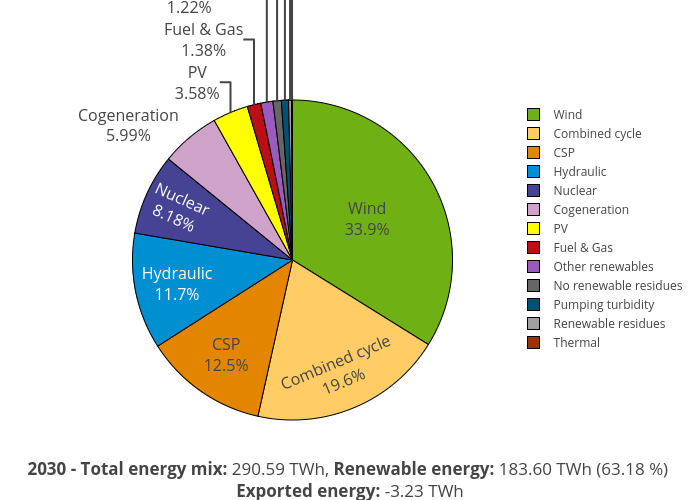 1.22%
Fuel & Gas
1.38%
PV
3.58%
Cogeneration
5.99%
Nuclear
8.18%
Hydraulic
11.7%
CSP
12.5%
Combined cycle
19.6%
Wind
33.9%
Wind
Combined cycle
CSP
Hydraulic
Nuclear
Cogeneration
PV
Fuel & Gas
Other renewables
No renewable residues
Pumping turbidity
Renewable residues
Thermal
2030 - Total energy mix: 290.59 TWh, Renewable energy: 183.60 TWh (63.18 %)
Exported energy: -3.23 TWh